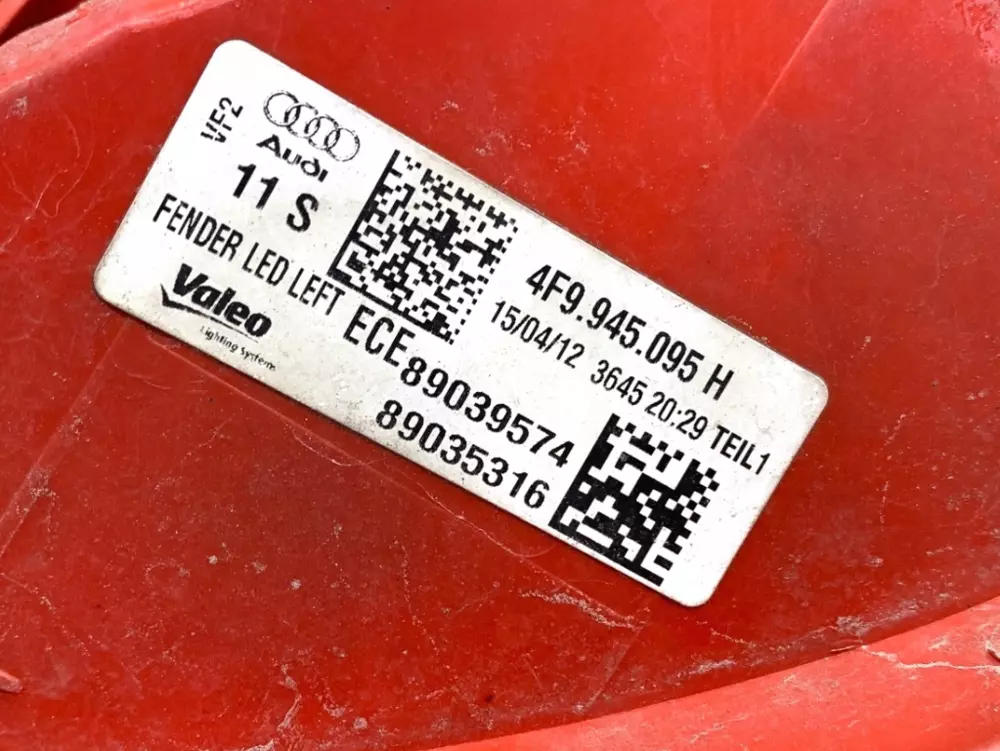 VF2
Audi
11 S
4F9.945.095 H
15/04/12 3645 20:29 TEIL1
FENDER LED LEFT ECE
Valeo
Lighting Systems
89039574
89035316